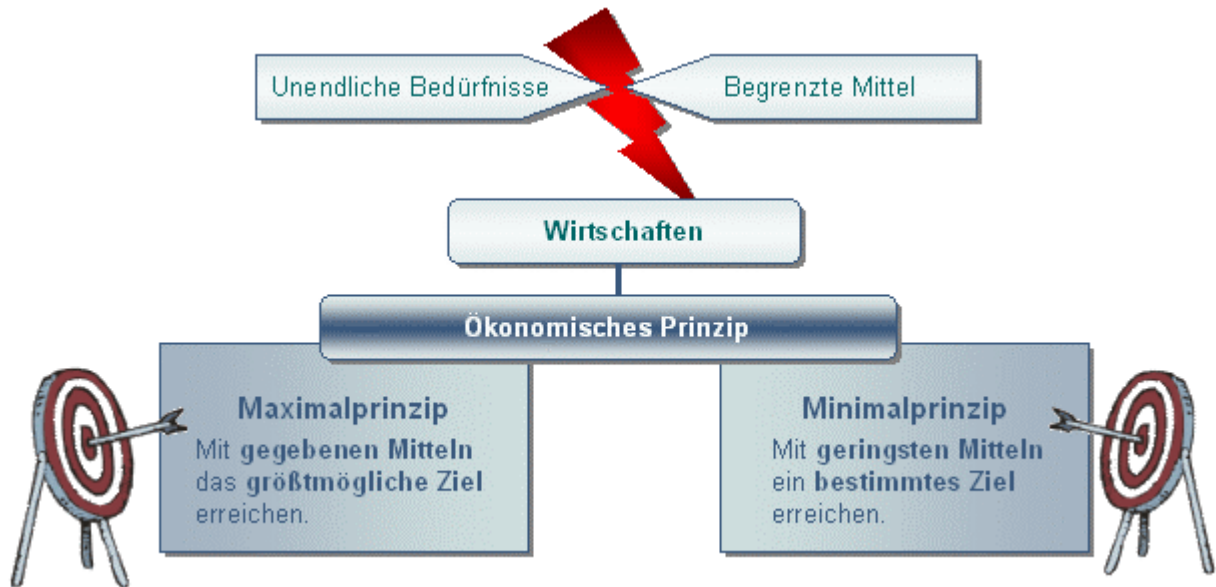 Unendliche Bedürfnisse
Begrenzte Mittel
Wirtschaften
Ökonomisches Prinzip
Maximalprinzip
Mit gegebenen Mitteln
das größtmögliche Ziel
erreichen.
Minimalprinzip
Mit geringsten Mitteln
ein bestimmtes Ziel
erreichen.